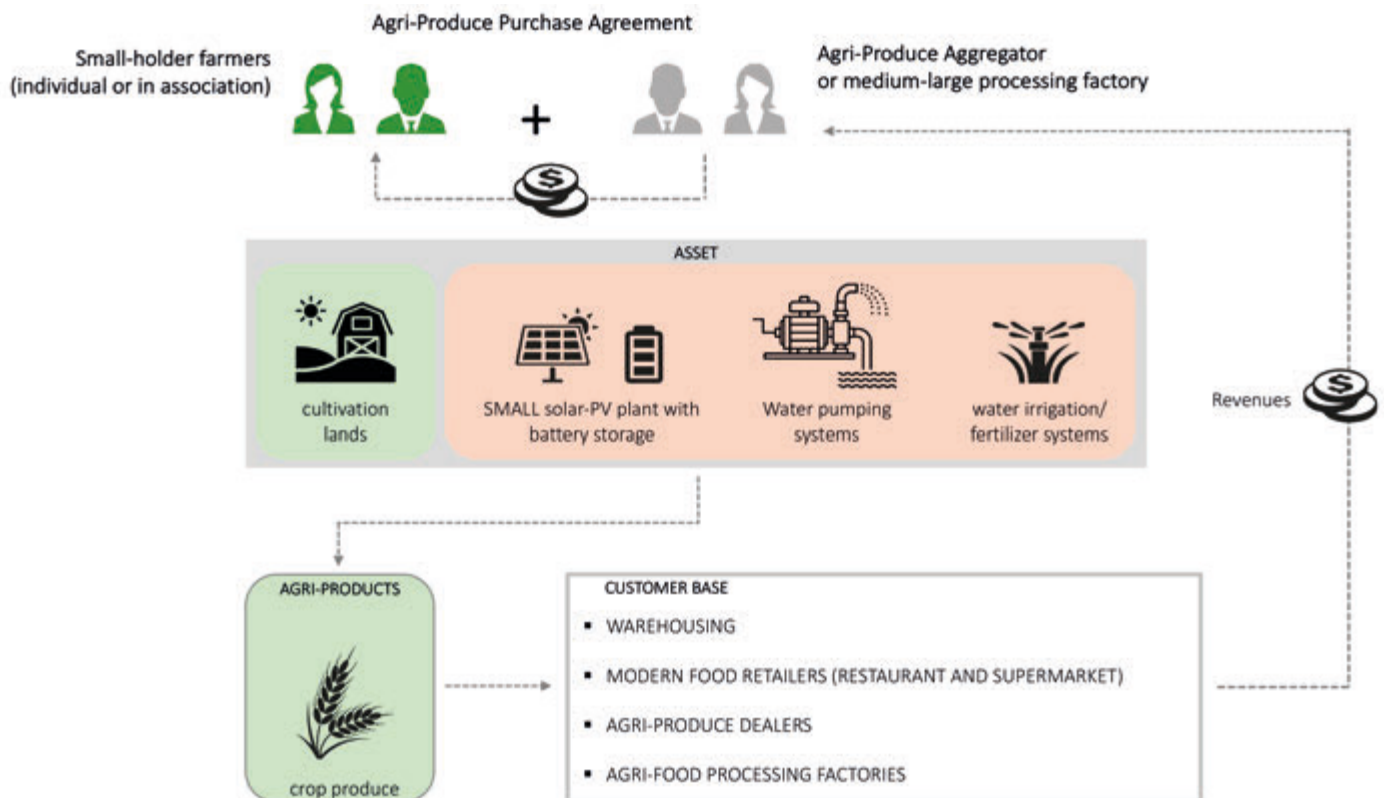 Agri-Produce Purchase Agreement
Small-holder farmers
(individual or in association)
Agri-Produce Aggregator
or medium-large processing factory
+
$
ASSET
cultivation
lands
SMALL solar-PV plant with
battery storage
Water pumping
systems
water irrigation/
fertilizer systems
Revenues
$
AGRI-PRODUCTS
crop produce
CUSTOMER BASE
▪ WAREHOUSING
▪ MODERN FOOD RETAILERS (RESTAURANT AND SUPERMARKET)
▪ AGRI-PRODUCE DEALERS
▪ AGRI-FOOD PROCESSING FACTORIES